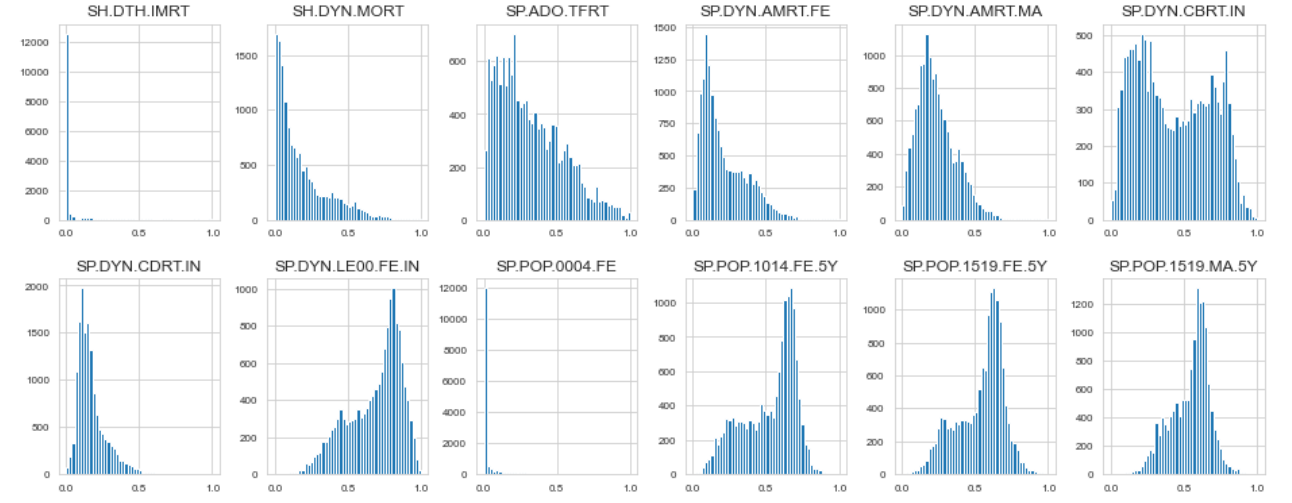 SH.DTH.IMRT SH.DYN.MORT SP.ADO.TFRT SP.DYN.AMRT.FE SP.DYN.AMRT.MA SP.DYN.CBRT.IN
12000 10000 8000 6000 4000 2000 0
0.0 0.5 1.0
1500 1000 500 0
0.0 0.5 1.0
600 400 200 0
0.0 0.5 1.0
1500 1250 1000 750 500 250 0
0.0 0.5 1.0
1000 800 600 400 200 0
0.0 0.5 1.0
500 400 300 200 100 0
0.0 0.5 1.0
SP.DYN.CDRT.IN SP.DYN.LE00.FE.IN SP.POP.0004.FE SP.POP.1014.FE.5Y SP.POP.1519.FE.5Y SP.POP.1519.MA.5Y
2000 1500 1000 500 0
0.0 0.5 1.0
1000 800 600 400 200 0
0.0 0.5 1.0
12000 10000 8000 6000 4000 2000 0
0.0 0.5 1.0
1000 800 600 400 200 0
0.0 0.5 1.0
1000 800 600 400 200 0
0.0 0.5 1.0
1200 1000 800 600 400 200 0
0.0 0.5 1.0